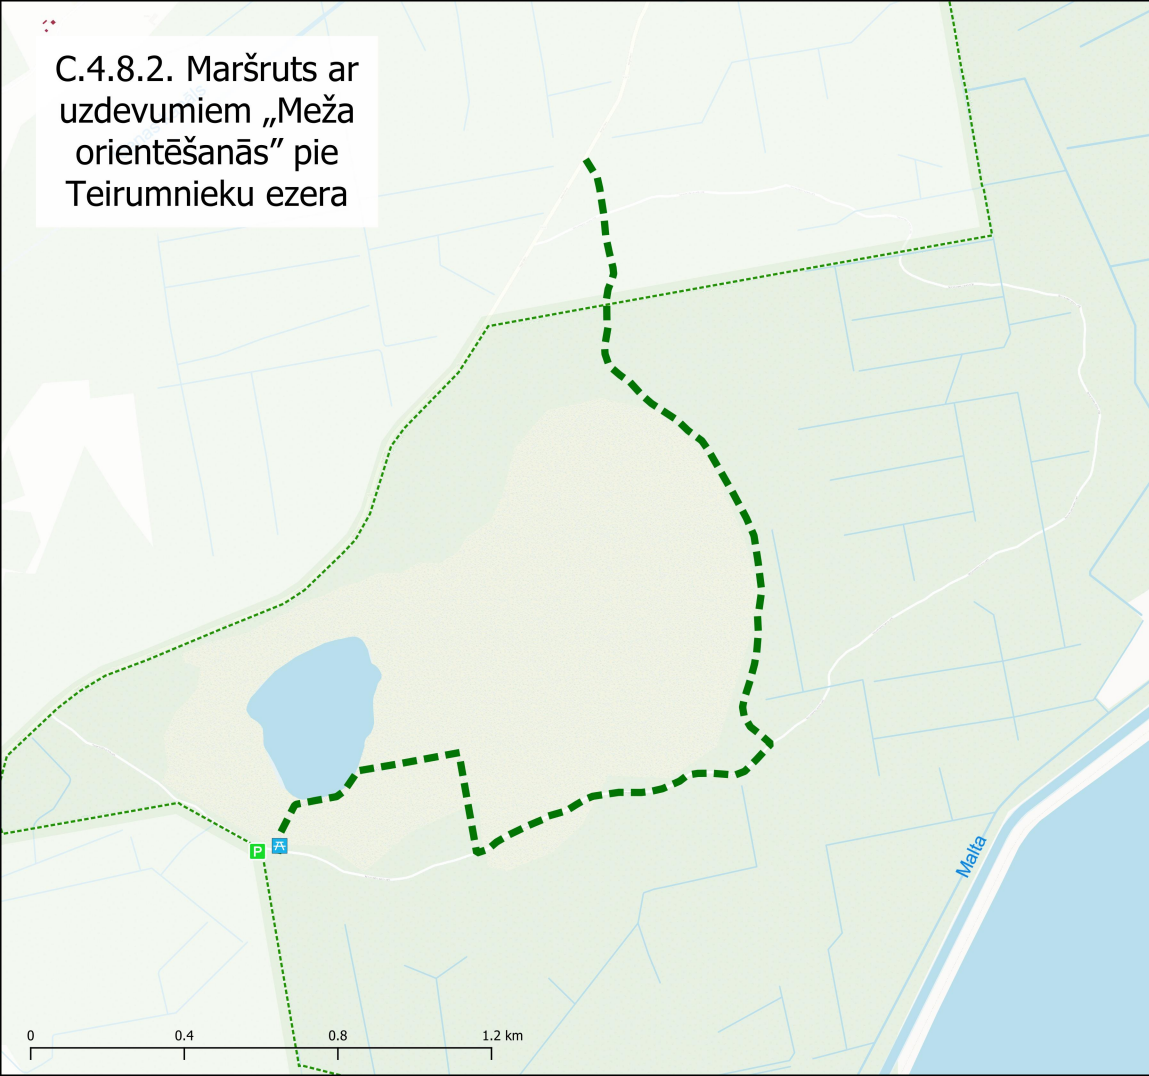 C.4.8.2. Maršruts ar
uzdevumiem „Meža
orientēšanās” pie
Teirumnieku ezera
P
Malta
0 0.4 0.8 1.2 km